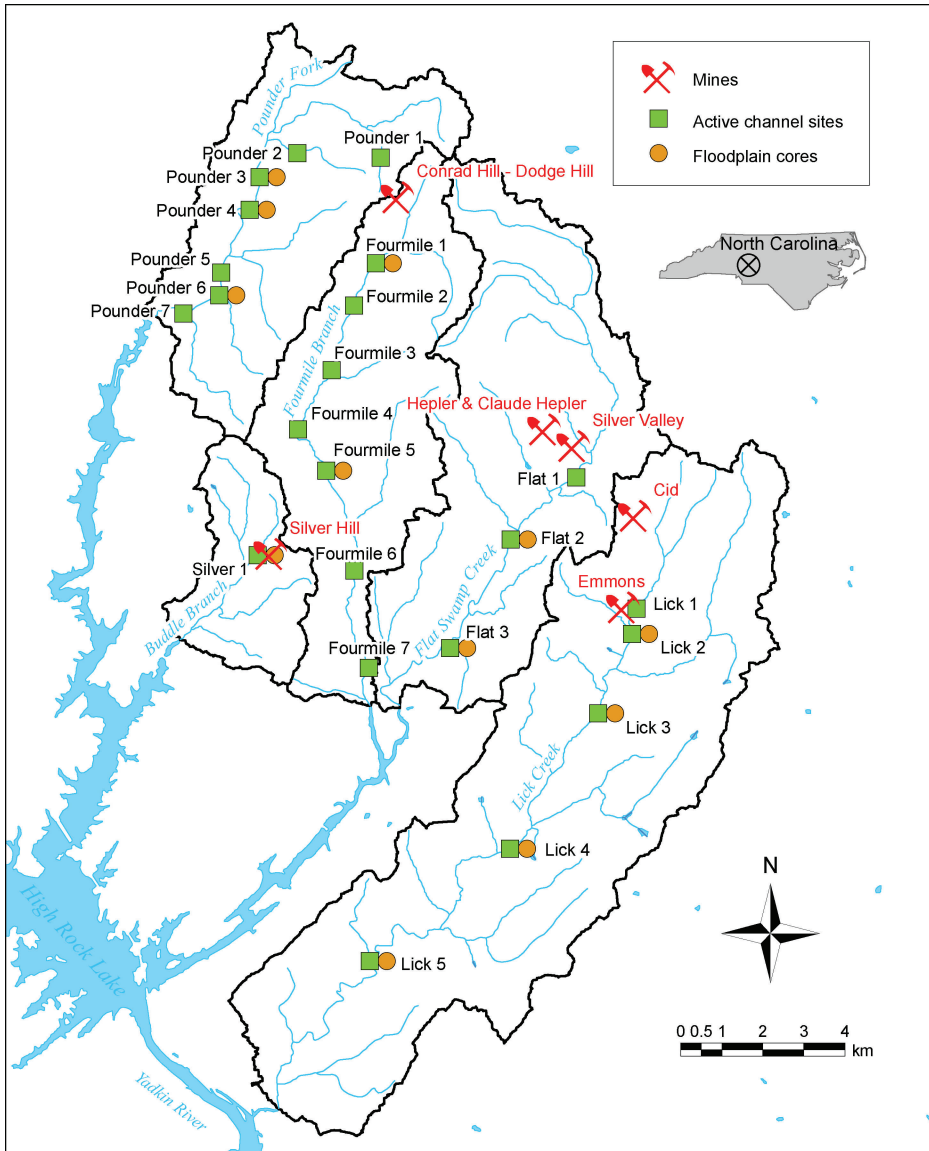 Mines
Active channel sites
Floodplain cores
North Carolina
Pounder Fork
Pounder 1
Pounder 2
Pounder 3
Pounder 4
Pounder 5
Pounder 6
Pounder 7
Conrad Hill - Dodge Hill
Fourmile 1
Fourmile 2
Fourmile Branch
Fourmile 3
Fourmile 4
Fourmile 5
Hepler & Claude Hepler
Silver Valley
Flat 1
Cid
Silver Hill
Silver 1
Fourmile 6
Flat 2
Flat Swamp Creek
Emmons
Lick 1
Lick 2
Buddle Branch
Fourmile 7
Flat 3
Lick 3
Lick Creek
Lick 4
High Rock Lake
Lick 5
Yadkin River
N
0 0.5 1 2 3 4
km